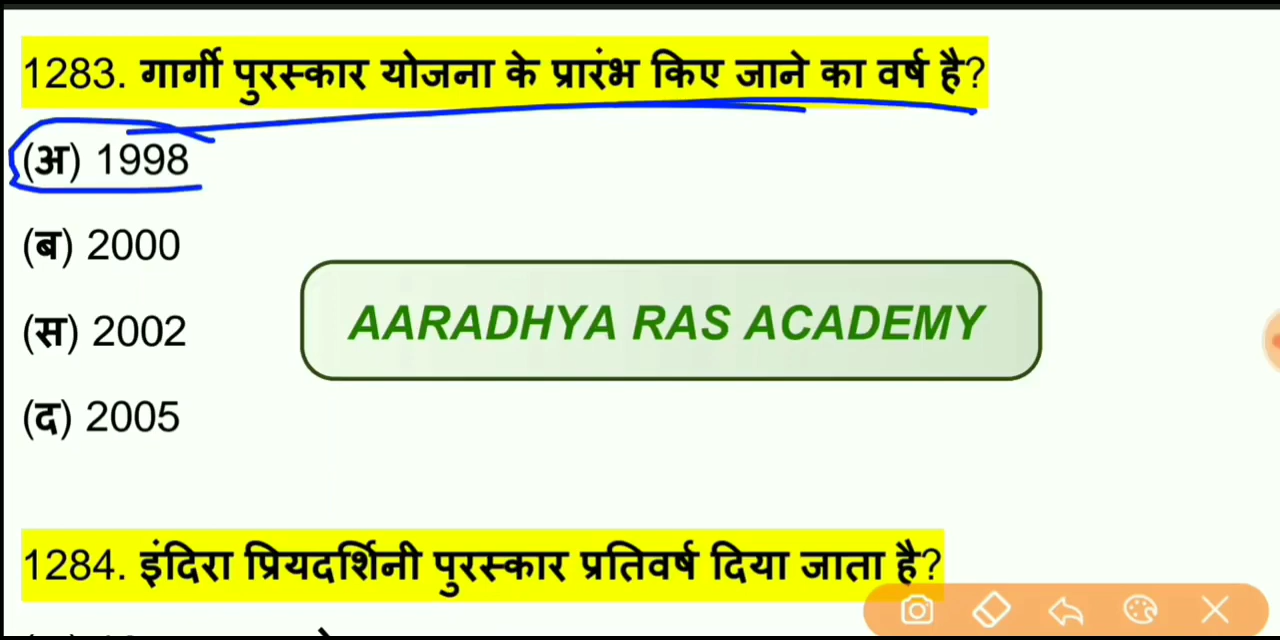 1283. गार्गी पुरस्कार योजना के प्रारंभ किए जाने का वर्ष है?
(अ) 1998
(ब) 2000
(स) 2002
(द) 2005
AARADHYA RAS ACADEMY
1284. इंदिरा प्रियदर्शिनी पुरस्कार प्रतिवर्ष दिया जाता है?